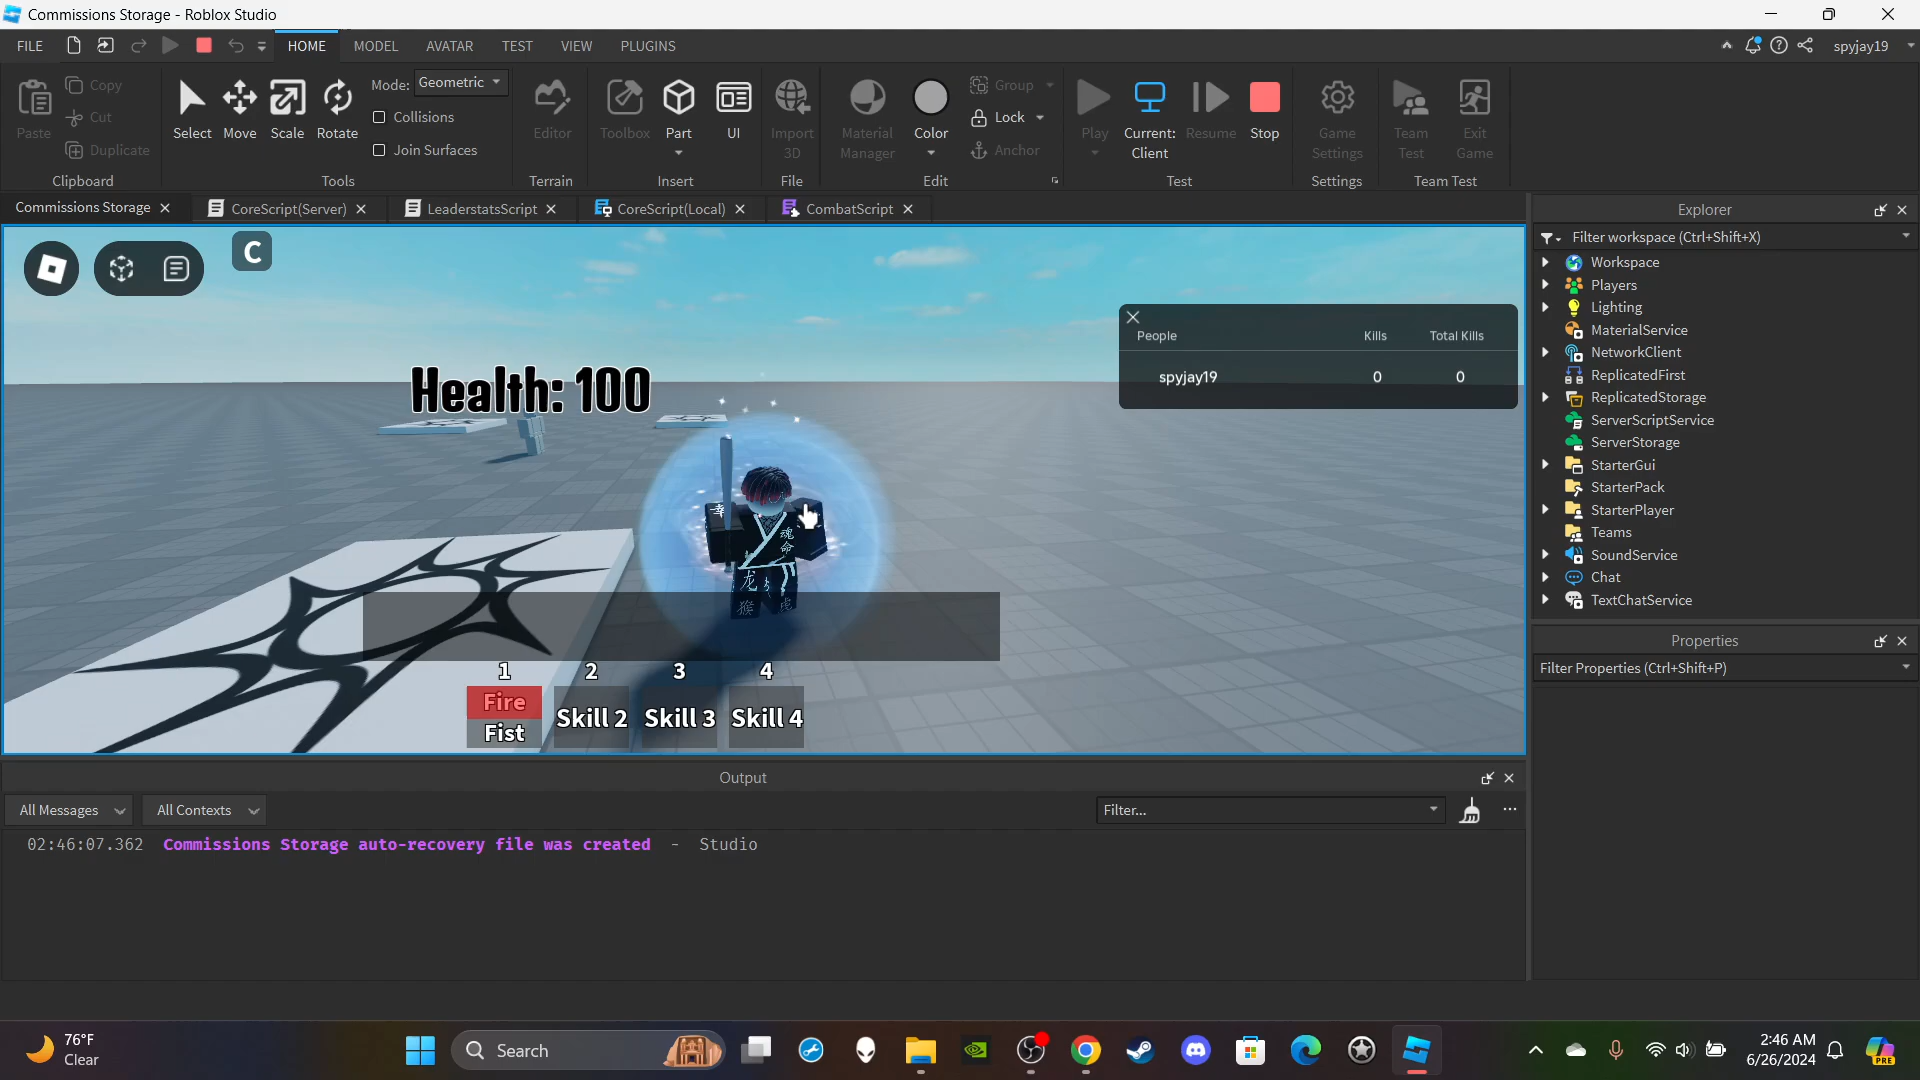 Commissions Storage - Roblox Studio
FILE HOME MODEL AVATAR TEST VIEW PLUGINS spyjay19
Paste Copy Cut Duplicate
Clipboard
Select Move Scale Rotate
Mode: Geometric
Collisions
Join Surfaces
Tools
Editor
Terrain
Toolbox Part UI
Insert
Import 3D
File
Material Manager Color
Group
Lock
Anchor
Edit
Play Current: Client Resume Stop
Test
Game Settings
Settings
Team Test Exit Game
Team Test
Commissions Storage CoreScript(Server) LeaderstatsScript CoreScript(Local) CombatScript
C
Health: 100
People Kills Total Kills
spyjay19 0 0
幸
魂
命
龙
猴
虎
1 2 3 4
Fire
Fist
Skill 2 Skill 3 Skill 4
Explorer
Filter workspace (Ctrl+Shift+X)
Workspace
Players
Lighting
MaterialService
NetworkClient
ReplicatedFirst
ReplicatedStorage
ServerScriptService
ServerStorage
StarterGui
StarterPack
StarterPlayer
Teams
SoundService
Chat
TextChatService
Properties
Filter Properties (Ctrl+Shift+P)
Output
All Messages All Contexts Filter...
02:46:07.362 Commissions Storage auto-recovery file was created - Studio
76°F
Clear
Search
2:46 AM
6/26/2024
PRE